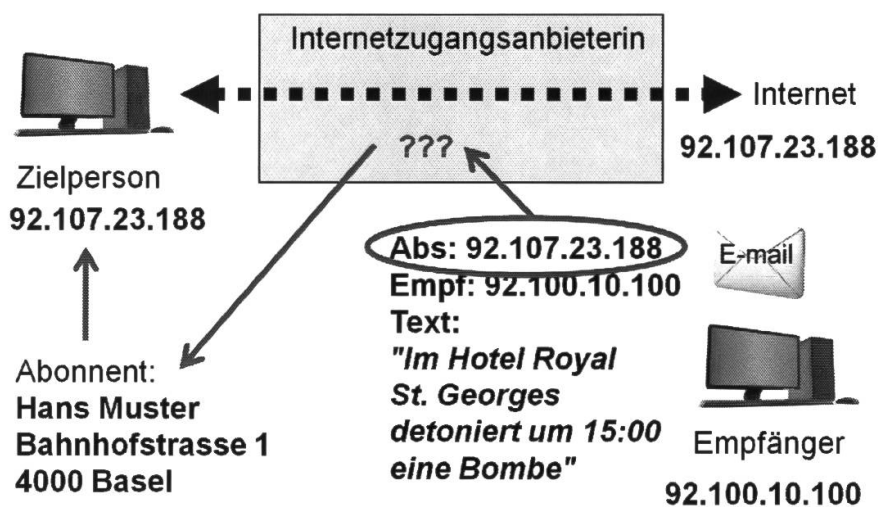 Internetzugangsanbieterin
Internet
92.107.23.188
???
Zielperson
92.107.23.188
Abs: 92.107.23.188
Empf: 92.100.10.100
Text:
"Im Hotel Royal
St. Georges
detoniert um 15:00
eine Bombe"
E-mail
Abonnent:
Hans Muster
Bahnhofstrasse 1
4000 Basel
Empfänger
92.100.10.100